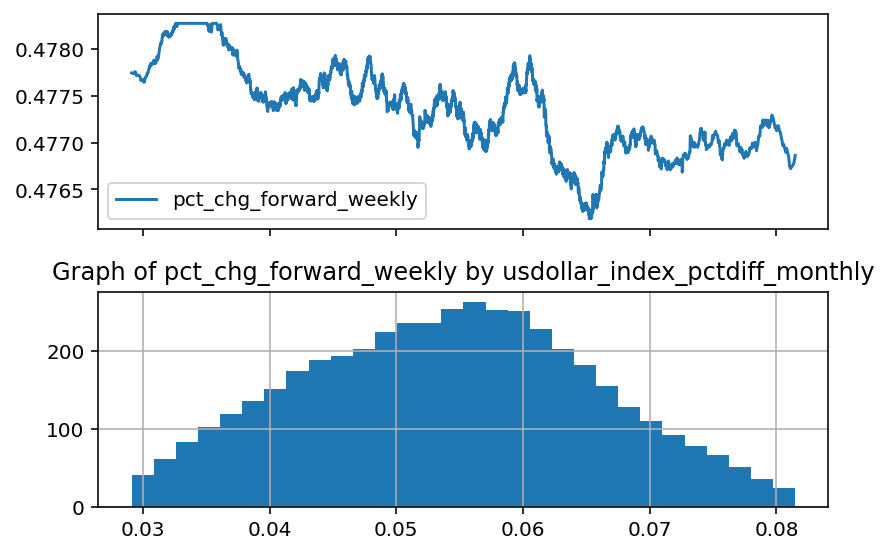 0.4780
0.4775
0.4770
0.4765
pct_chg_forward_weekly
Graph of pct_chg_forward_weekly by usdollar_index_pctdiff_monthly
200
100
0
0.03 0.04 0.05 0.06 0.07 0.08